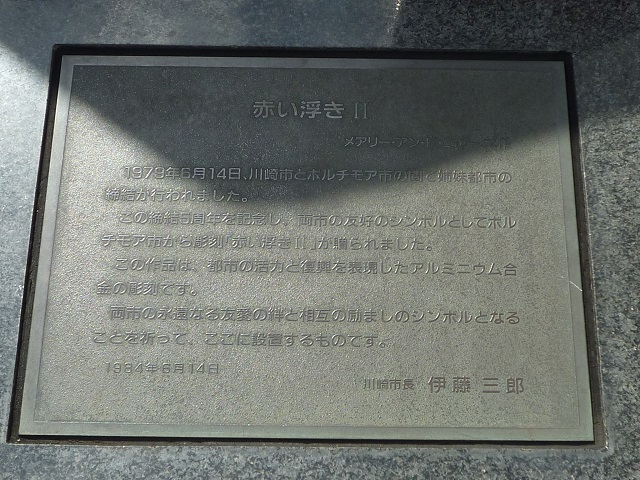 赤い浮き II
メアリー・アン
1979年6月14日、川崎市とボルチモア市の間で姉妹都市の
締結が行われました。
この締結5周年を記念し、両市の友好のシンボルとしてボル
チモア市から彫刻「赤い浮きII」が贈られました。
この作品は、都市の活力と復興を表現したアルミニウム合
金の彫刻です。
両市の永遠なる友愛の絆と相互の励ましのシンボルとなる
ことを祈って、ここに設置するものです。
1984年6月14日
川崎市長 伊藤 三郎